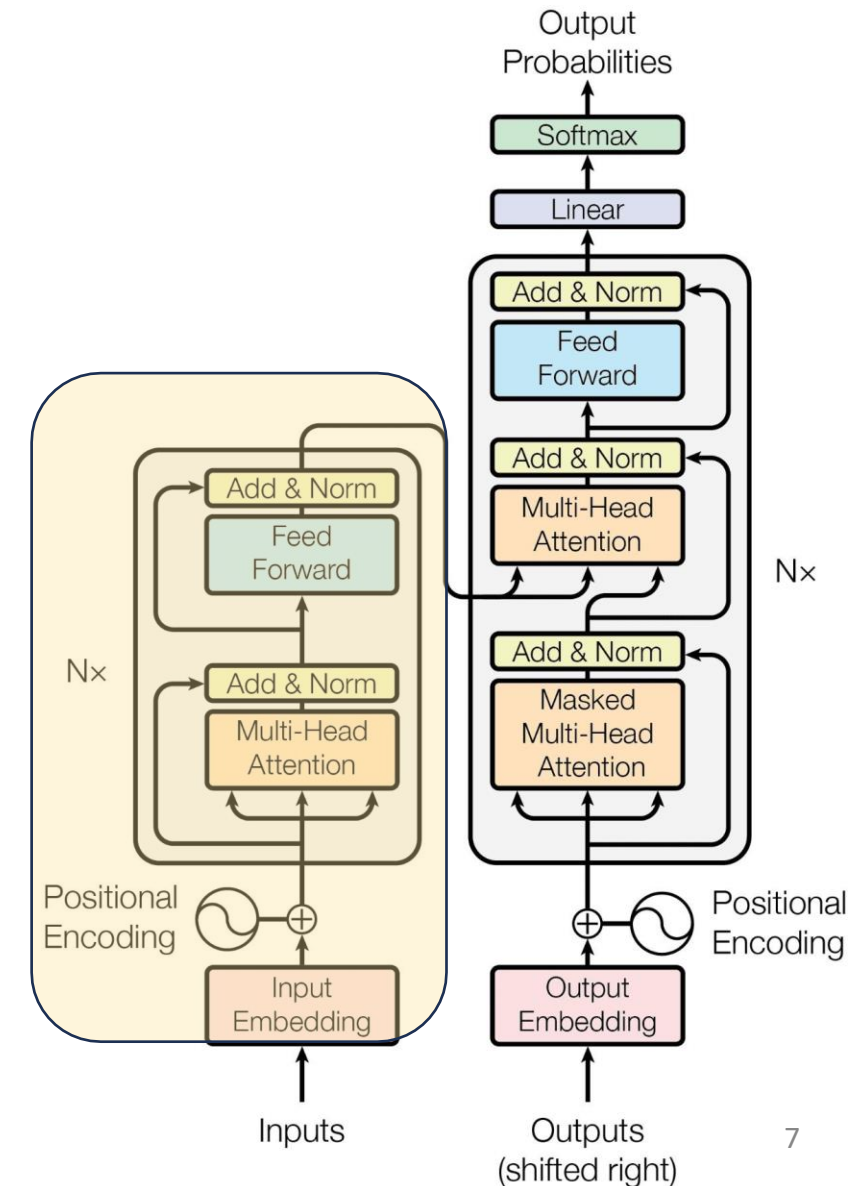 Output
Probabilities
Softmax
Linear
Add & Norm
Feed
Forward
Add & Norm
Multi-Head
Attention
N×
Add & Norm
Masked
Multi-Head
Attention
Positional
Encoding
Output
Embedding
Outputs
(shifted right)
Add & Norm
Feed
Forward
N×
Add & Norm
Multi-Head
Attention
Positional
Encoding
Input
Embedding
Inputs
7